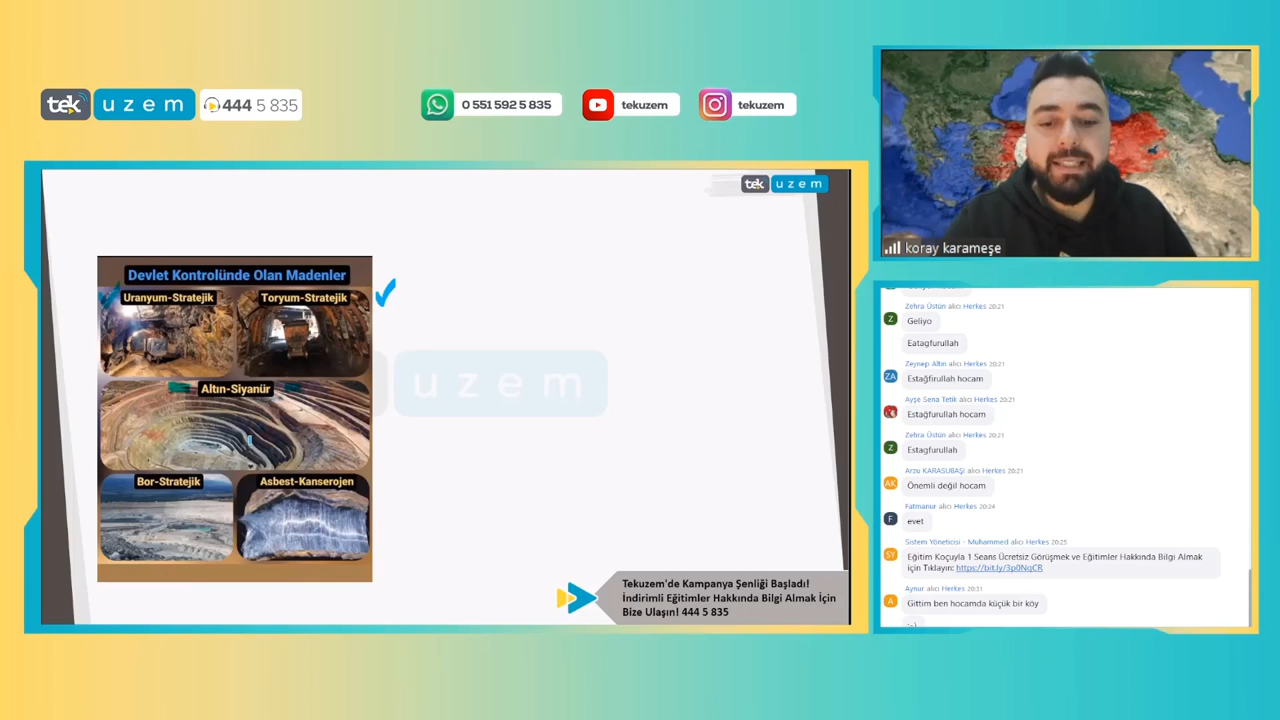 tek uzem 444 5 835
0 551 592 5 835
tekuzem
tekuzem
tek uzem
Devlet Kontrolünde Olan Madenler
Uranyum-Stratejik
Toryum-Stratejik
Altın-Siyanür
Bor-Stratejik
Asbest-Kanserojen
uzem
Tekuzem'de Kampanya Şenliği Başladı!
İndirimli Eğitimler Hakkında Bilgi Almak İçin
Bize Ulaşın! 444 5 835
koray karameşe
Zehra Üstün alıcı Herkes 20:21
Z
Geliyo
Eatagfurullah
Zeynep Altın alıcı Herkes 20:21
ZA
Estağfirullah hocam
Ayşe Sena Tetik alıcı Herkes 20:21
Estağfurullah hocam
Zehra Üstün alıcı Herkes 20:21
Z
Estagfurullah
Arzu KARASUBAŞI alıcı Herkes 20:21
AK
Önemli değil hocam
Fatmanur alıcı Herkes 20:24
F
evet
Sistem Yöneticisi - Muhammed alıcı Herkes 20:25
SY
Eğitim Koçuyla 1 Seans Ücretsiz Görüşmek ve Eğitimler Hakkında Bilgi Almak
için Tıklayın: https://bit.ly/3p0NqCR
Aynur alıcı Herkes 20:31
A
Gittim ben hocamda küçük bir köy